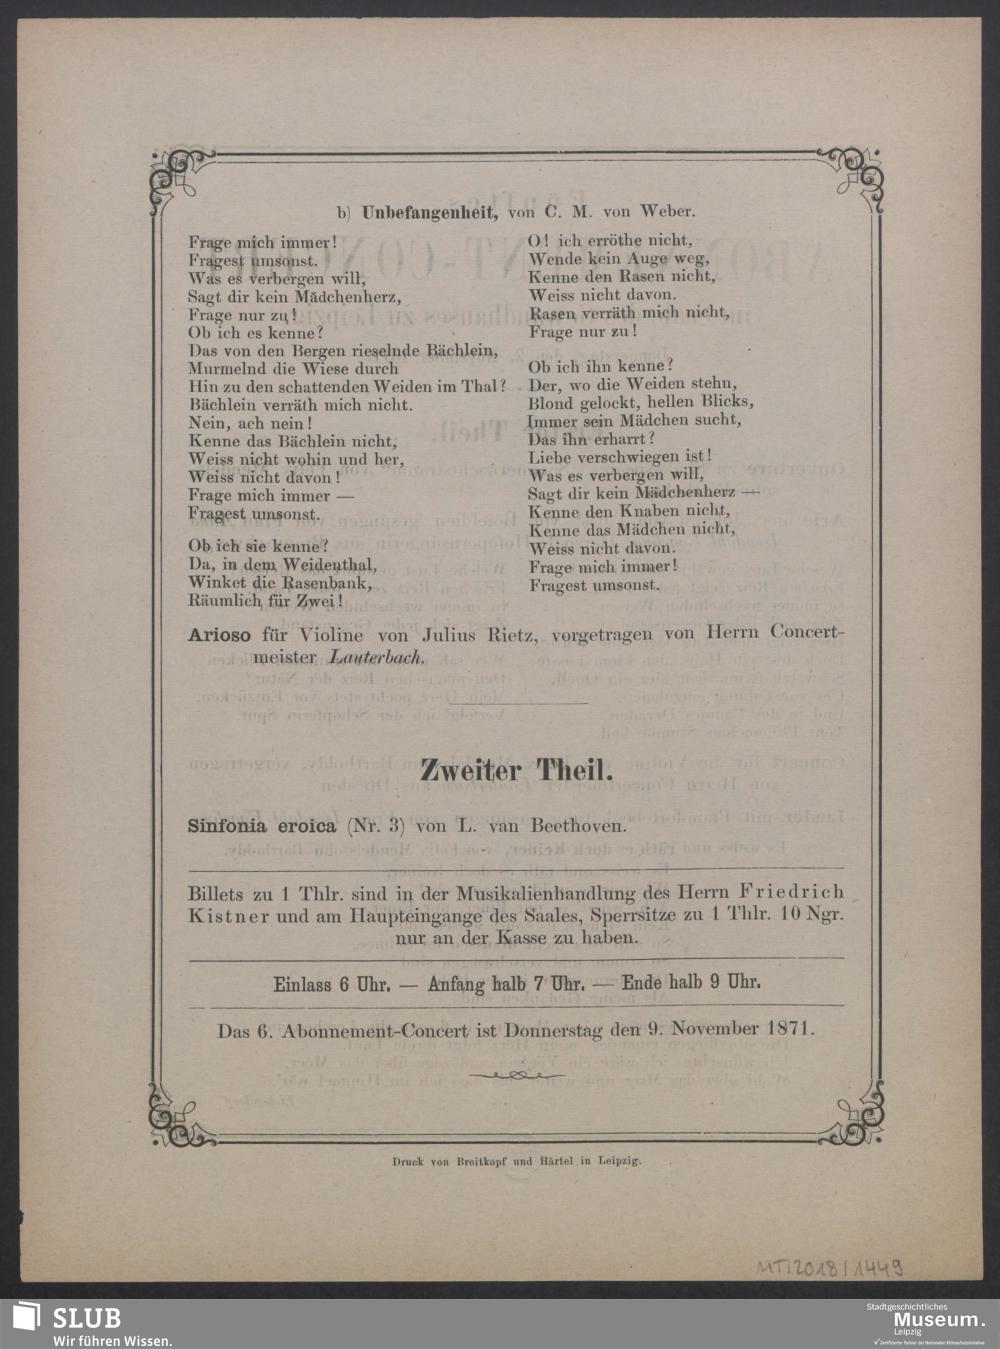 b) Unbefangenheit, von C. M. von Weber.
Frage mich immer!
Fragest umsonst.
Was es verbergen will,
Sagt dir kein Mädchenherz,
Frage nur zu!
Ob ich es kenne?
Das von den Bergen rieselnde Bächlein,
Murmelnd die Wiese durch
Hin zu den schattenden Weiden im Thal?
Bächlein verräth mich nicht.
Nein, ach nein!
Kenne das Bächlein nicht,
Weiss nicht wohin und her,
Weiss nicht davon!
Frage mich immer —
Fragest umsonst.
Ob ich sie kenne?
Da, in dem Weidenthal,
Winket die Rasenbank,
Räumlich für Zwei!
O! ich erröthe nicht,
Wende kein Auge weg,
Kenne den Rasen nicht,
Weiss nicht davon.
Rasen verräth mich nicht,
Frage nur zu!
Ob ich ihn kenne?
Der, wo die Weiden stehn,
Blond gelockt, hellen Blicks,
Immer sein Mädchen sucht,
Das ihn erharrt?
Liebe verschwiegen ist!
Was es verbergen will,
Sagt dir kein Mädchenherz —
Kenne den Knaben nicht,
Kenne das Mädchen nicht,
Weiss nicht davon.
Frage mich immer!
Fragest umsonst.
Arioso für Violine von Julius Rietz, vorgetragen von Herrn Concert-
meister Lauterbach.
Zweiter Theil.
Sinfonia eroica (Nr. 3) von L. van Beethoven.
Billets zu 1 Thlr. sind in der Musikalienhandlung des Herrn Friedrich
Kistner und am Haupteingange des Saales, Sperrsitze zu 1 Thlr. 10 Ngr.
nur an der Kasse zu haben.
Einlass 6 Uhr. — Anfang halb 7 Uhr. — Ende halb 9 Uhr.
Das 6. Abonnement-Concert ist Donnerstag den 9. November 1871.
Druck von Breitkopf und Härtel in Leipzig.
MT/2018/1449
SLUB
Wir führen Wissen.
Stadtgeschichtliches
Museum.
Leipzig